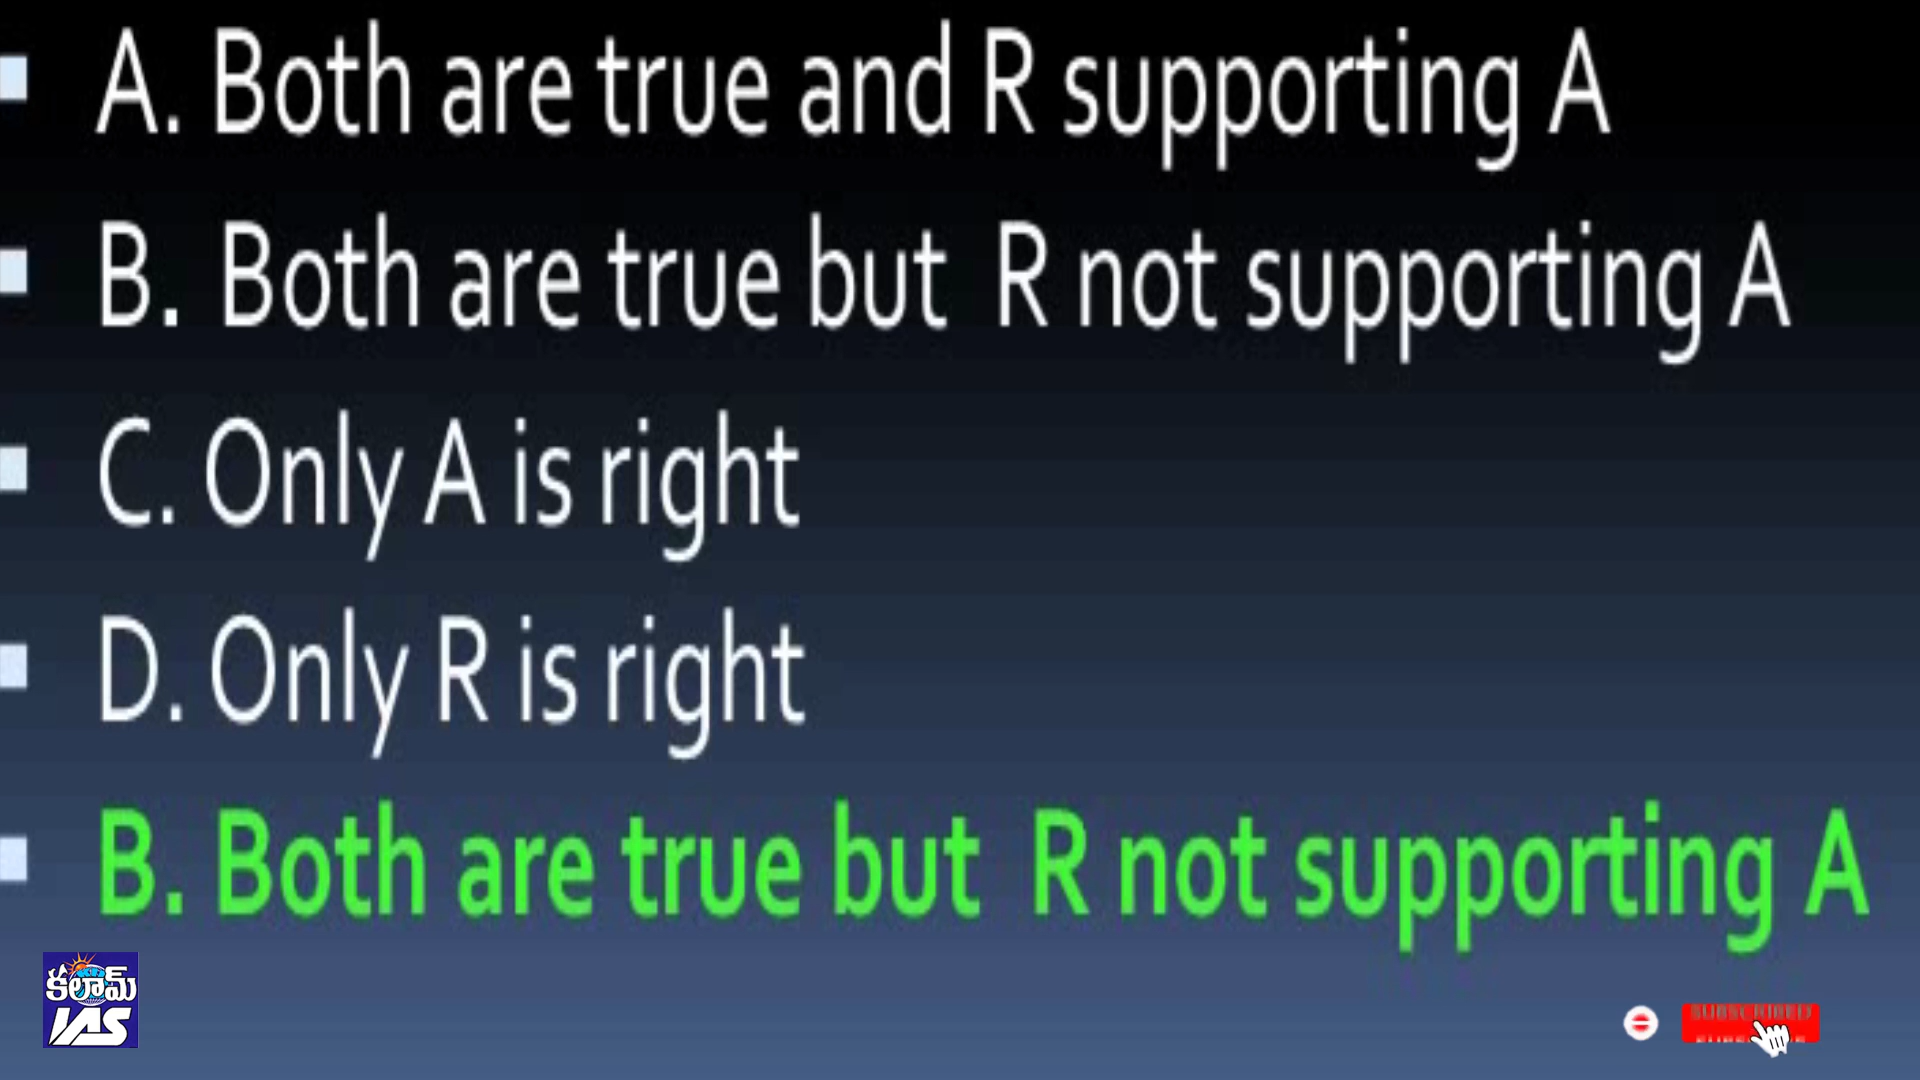 A. Both are true and R supporting A
B. Both are true but R not supporting A
C. Only A is right
D. Only R is right
B. Both are true but R not supporting A
కలామ్
IAS
SUBSCRIBED